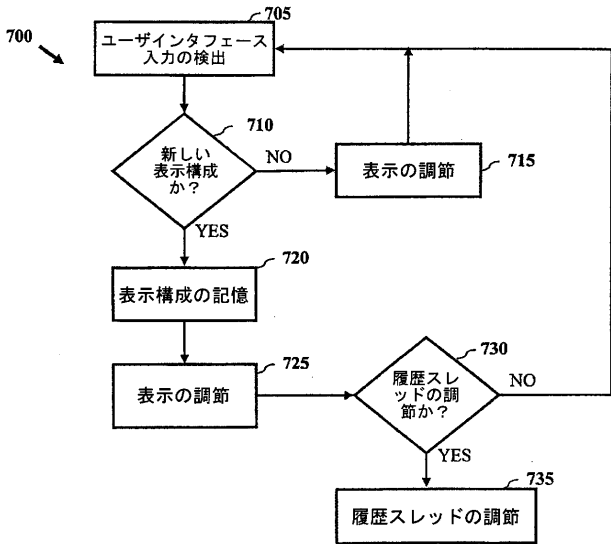 700
705
ユーザインタフェース
入力の検出
710
新しい
表示構成
か？
NO
表示の調節
715
YES
720
表示構成の記憶
725
表示の調節
730
履歴スレ
ッドの調
節か？
NO
YES
735
履歴スレッドの調節